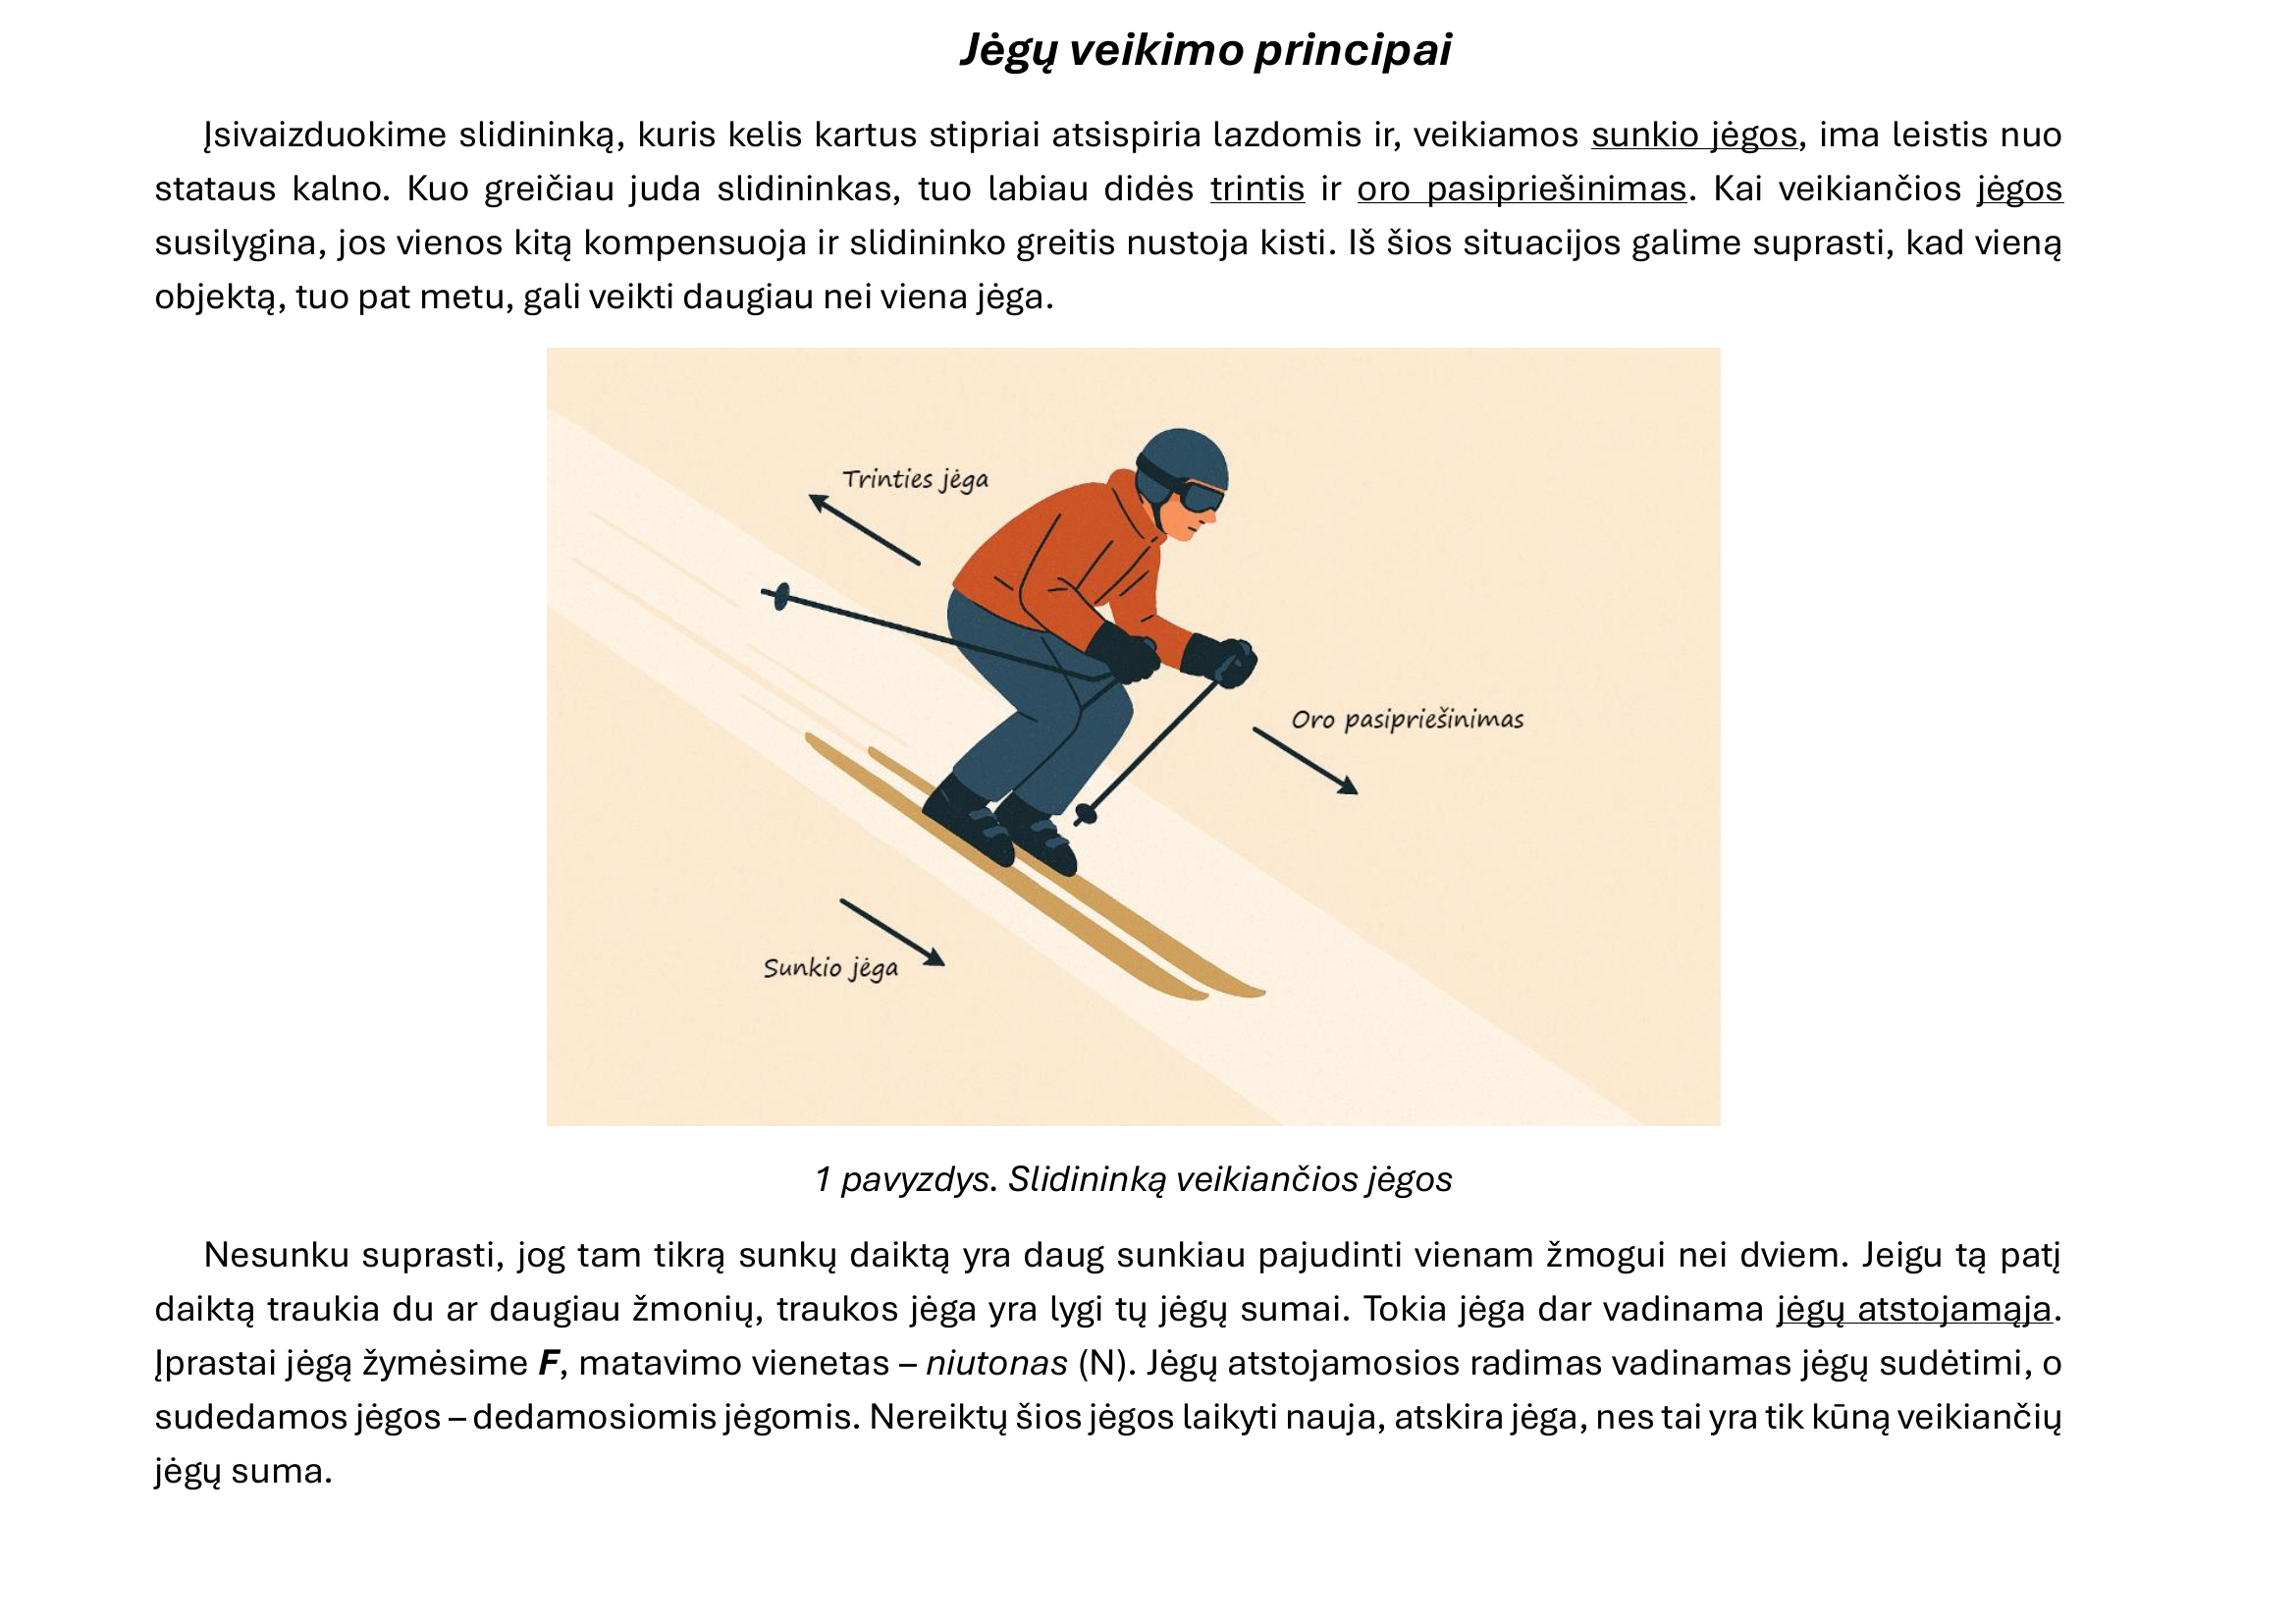 Jėgų veikimo principai
Įsivaizduokime slidininką, kuris kelis kartus stipriai atsispiria lazdomis ir, veikiamos sunkio jėgos, ima leistis nuo
stataus kalno. Kuo greičiau juda slidininkas, tuo labiau didės trintis ir oro pasipriešinimas. Kai veikiančios jėgos
susilygina, jos vienos kitą kompensuoja ir slidininko greitis nustoja kisti. Iš šios situacijos galime suprasti, kad vieną
objektą, tuo pat metu, gali veikti daugiau nei viena jėga.
Trinties jėga
Oro pasipriešinimas
Sunkio jėga
1 pavyzdys. Slidininką veikiančios jėgos
Nesunku suprasti, jog tam tikrą sunkų daiktą yra daug sunkiau pajudinti vienam žmogui nei dviem. Jeigu tą patį
daiktą traukia du ar daugiau žmonių, traukos jėga yra lygi tų jėgų sumai. Tokia jėga dar vadinama jėgų atstojamąja.
Įprastai jėgą žymėsime F, matavimo vienetas – niutonas (N). Jėgų atstojamosios radimas vadinamas jėgų sudėtimi, o
sudedamos jėgos – dedamosiomis jėgomis. Nereiktų šios jėgos laikyti nauja, atskira jėga, nes tai yra tik kūną veikiančių
jėgų suma.